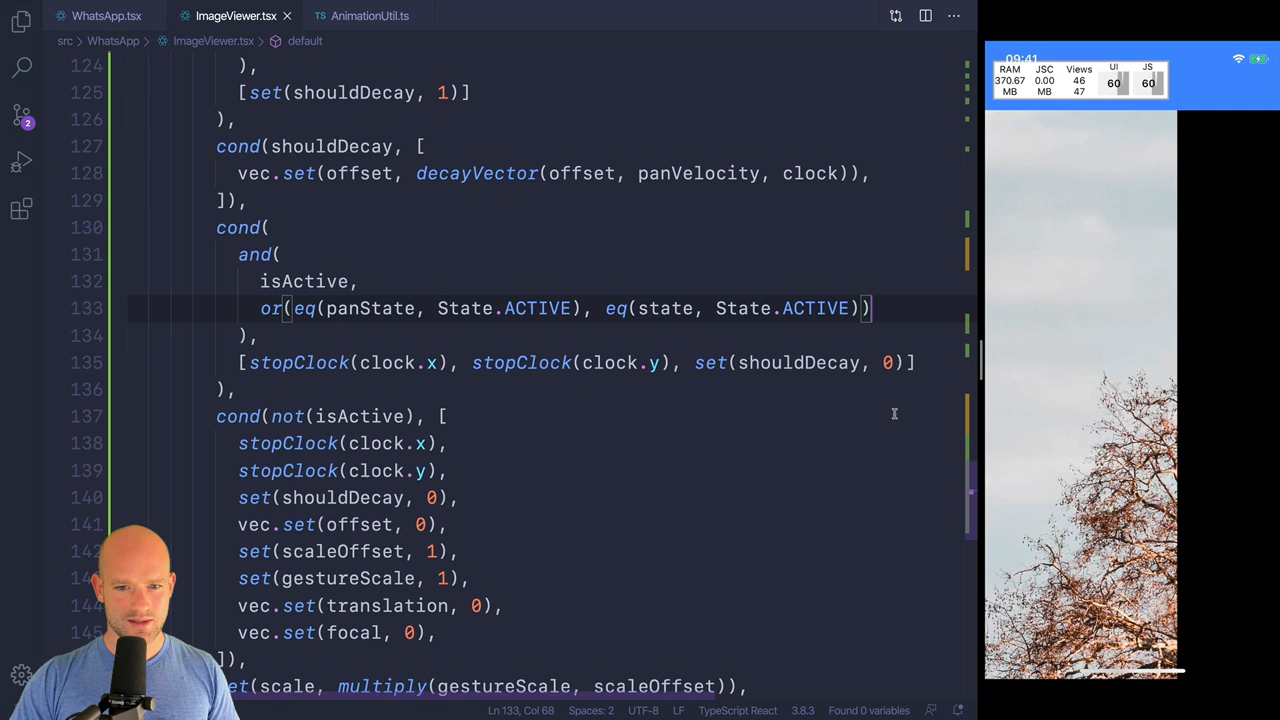 WhatsApp.tsx
ImageViewer.tsx
TS AnimationUtil.ts
src > WhatsApp > ImageViewer.tsx > default
124 ),
125 [set(shouldDecay, 1)]
126 ),
127 cond(shouldDecay, [
128 vec.set(offset, decayVector(offset, panVelocity, clock)),
129 ]),
130 cond(
131 and(
132 isActive,
133 or(eq(panState, State.ACTIVE), eq(state, State.ACTIVE))
134 ),
135 [stopClock(clock.x), stopClock(clock.y), set(shouldDecay, 0)]
136 ),
137 cond(not(isActive), [
138 stopClock(clock.x),
139 stopClock(clock.y),
140 set(shouldDecay, 0),
141 vec.set(offset, 0),
set(scaleOffset, 1),
set(gestureScale, 1),
vec.set(translation, 0),
vec.set(focal, 0),
]),
set(scale, multiply(gestureScale, scaleOffset)),
2
Ln 133, Col 68
Spaces: 2
UTF-8
LF
TypeScript React
3.8.3
Found 0 variables
09:41
RAM
370.67
MB
JSC
0.00
MB
Views
46
47
UI
60
JS
60